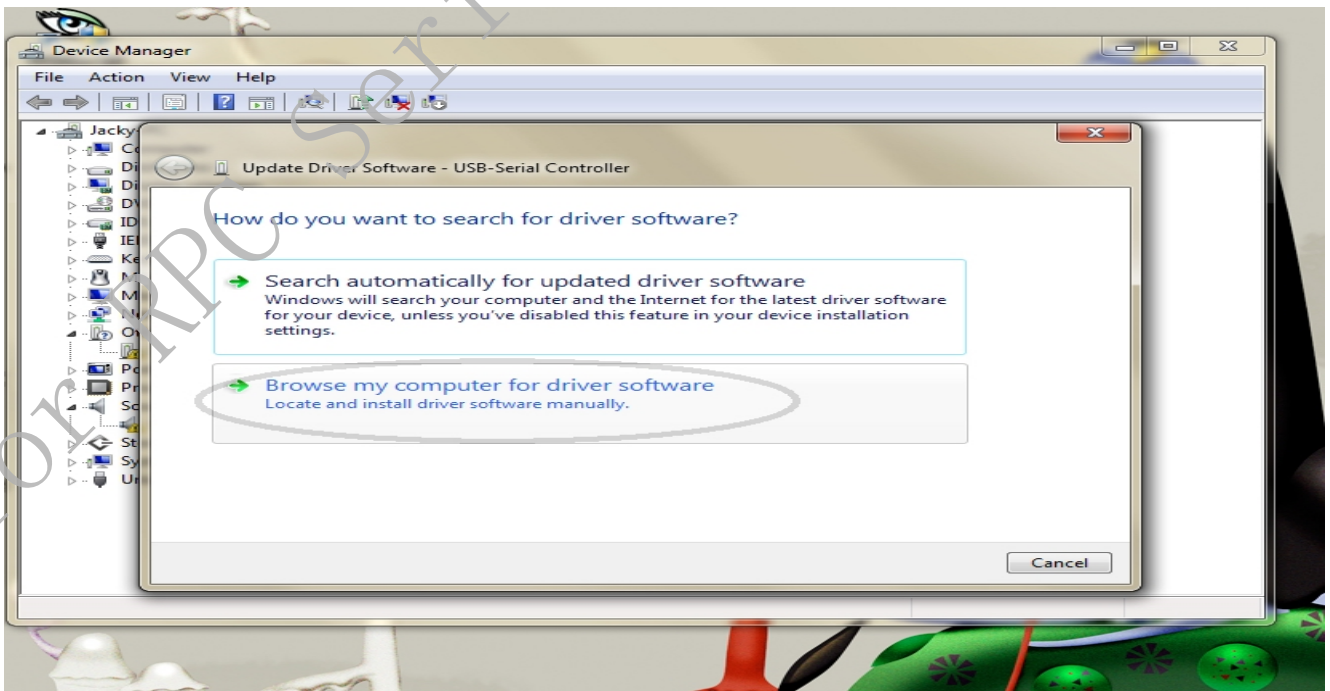 Device Manager
File Action View Help
Jacky
Update Driver Software - USB-Serial Controller
How do you want to search for driver software?
Search automatically for updated driver software
Windows will search your computer and the Internet for the latest driver software
for your device, unless you've disabled this feature in your device installation
settings.
Browse my computer for driver software
Locate and install driver software manually.
Cancel
RPC